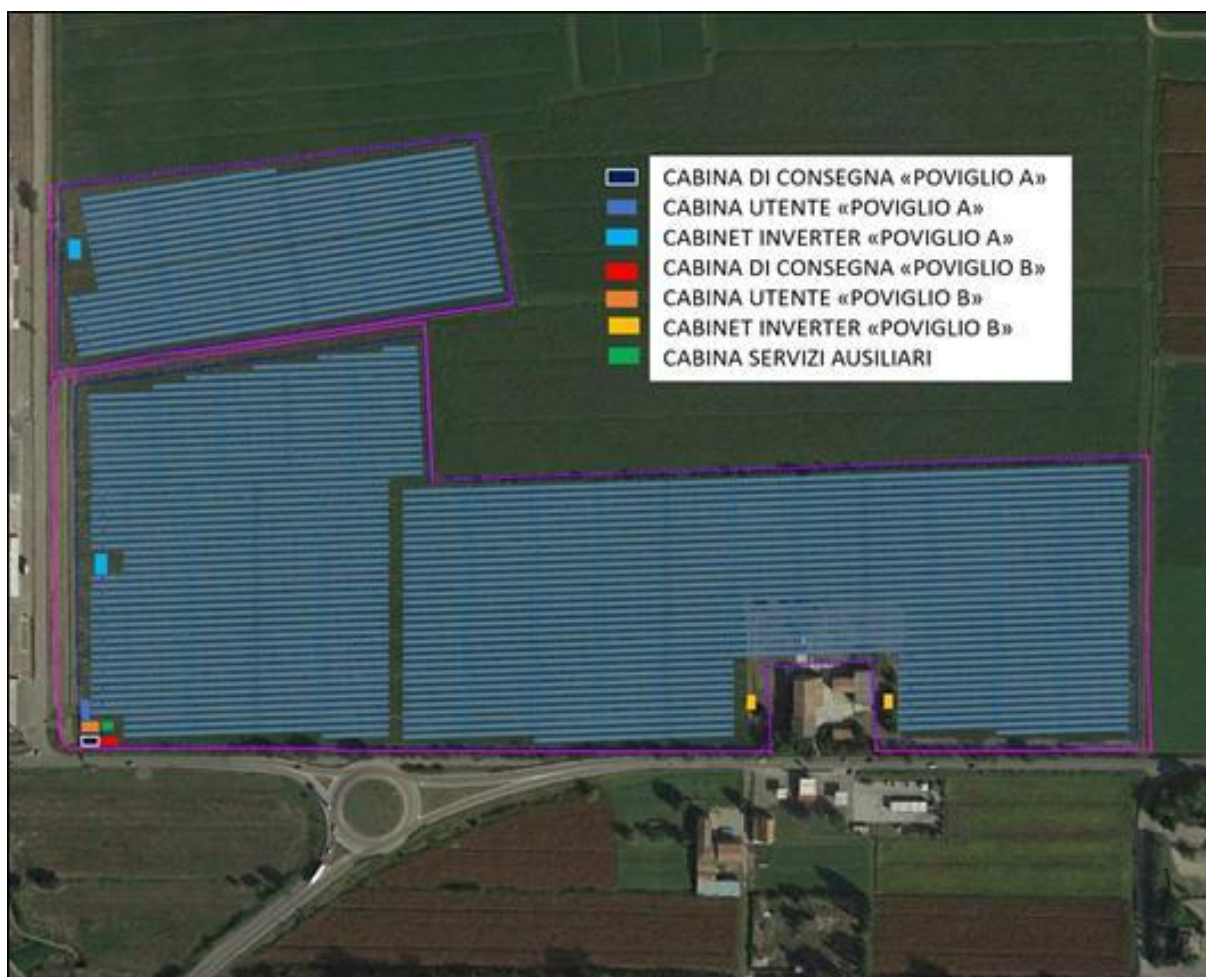 CABINA DI CONSEGNA «POVIGLIO A»
CABINA UTENTE «POVIGLIO A»
CABINET INVERTER «POVIGLIO A»
CABINA DI CONSEGNA «POVIGLIO B»
CABINA UTENTE «POVIGLIO B»
CABINET INVERTER «POVIGLIO B»
CABINA SERVIZI AUSILIARI